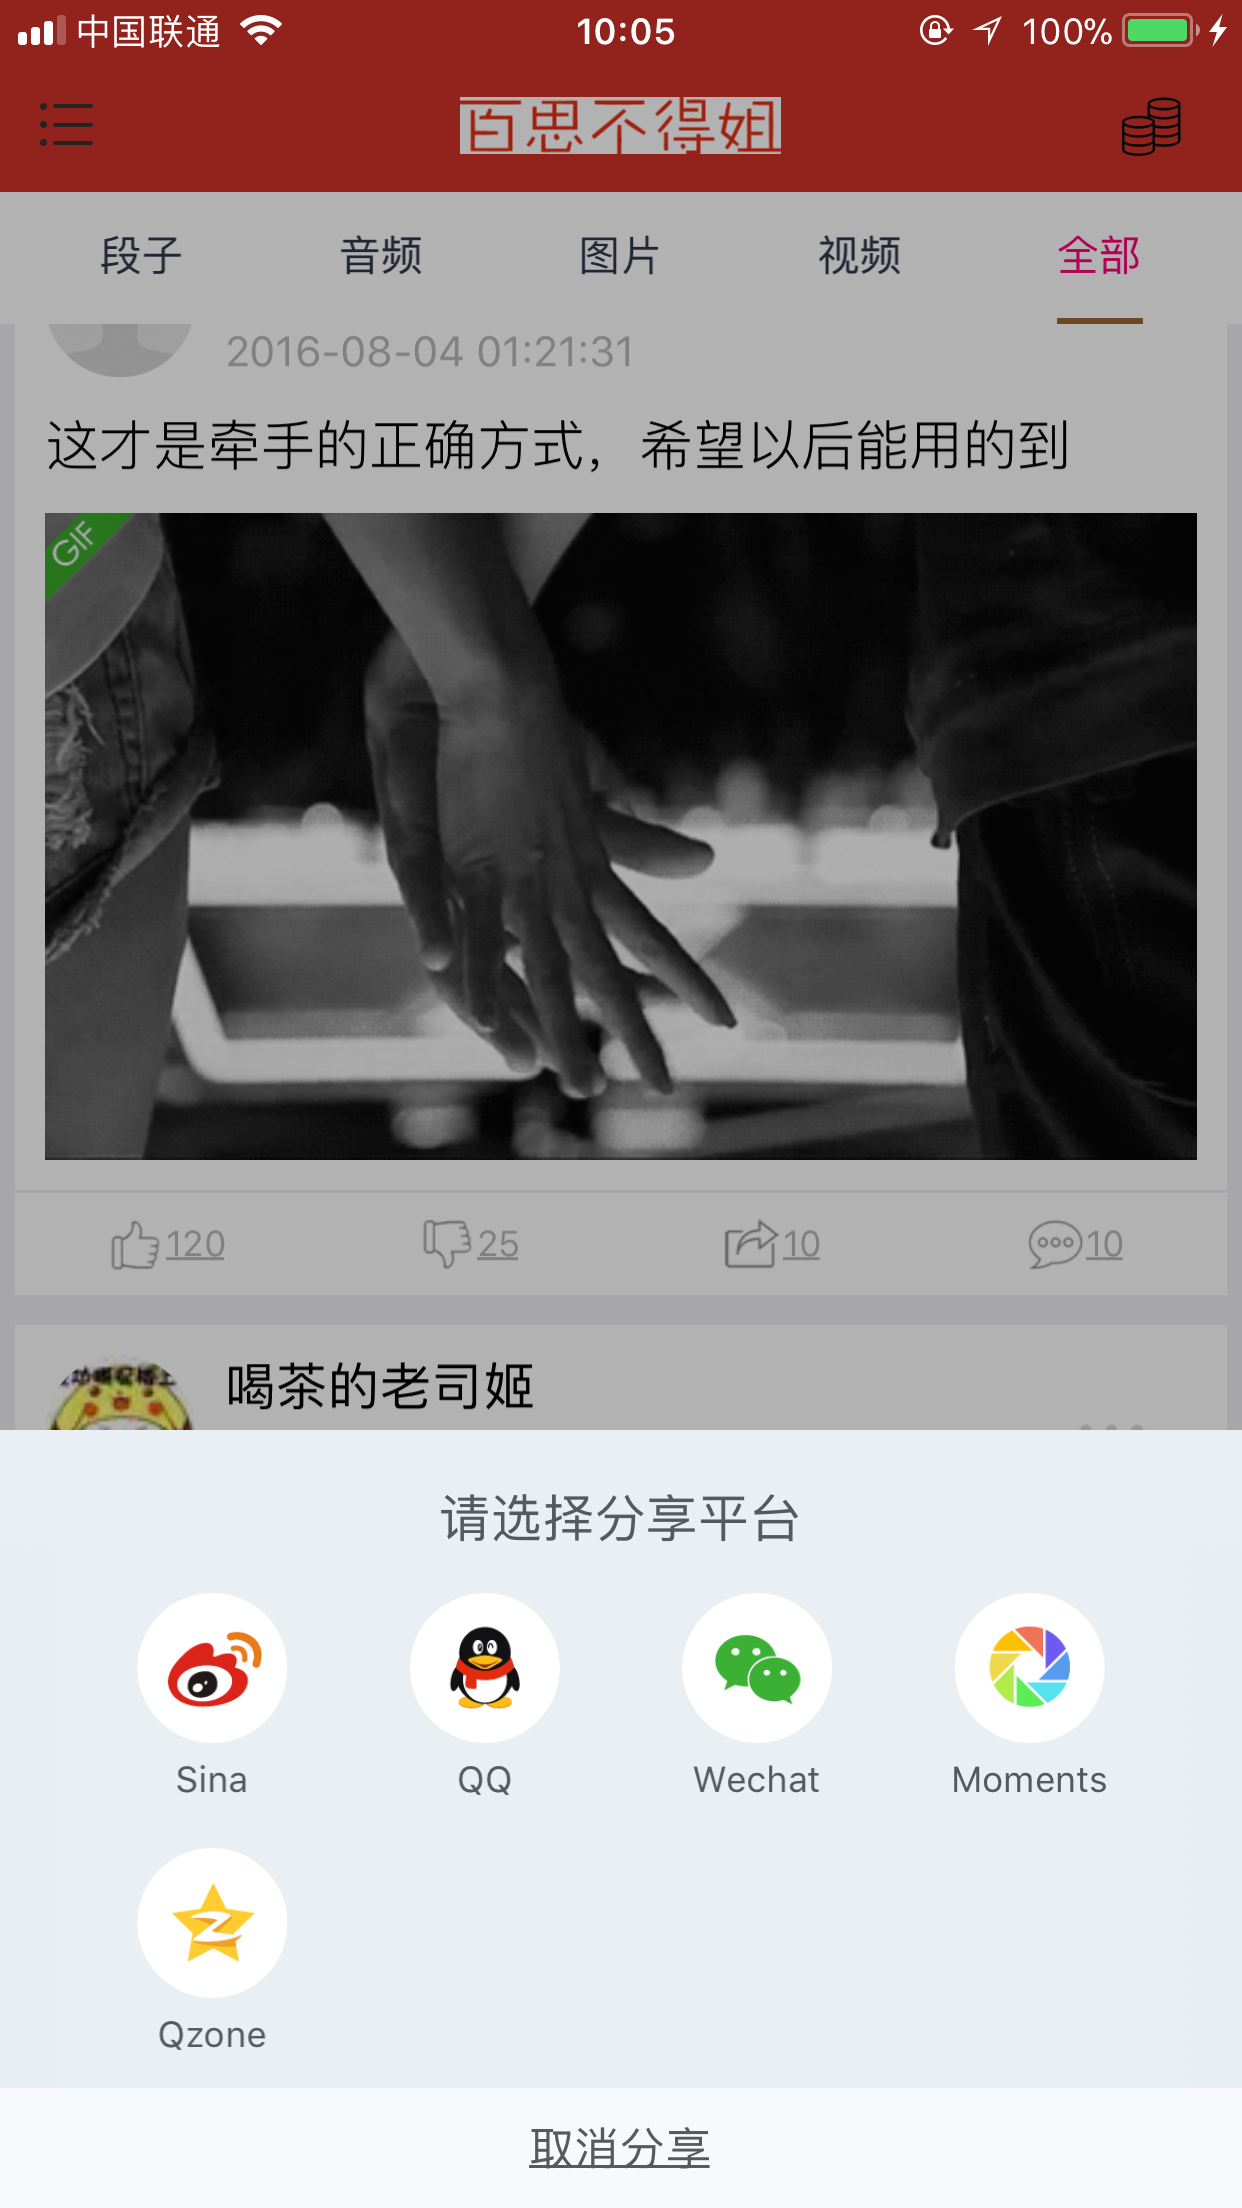 中国联通 10:05 100%
百思不得姐
段子 音频 图片 视频 全部
2016-08-04 01:21:31
这才是牵手的正确方式，希望以后能用的到
GIF
120 25 10 10
喝茶的老司姬
请选择分享平台
Sina QQ Wechat Moments
Qzone
取消分享